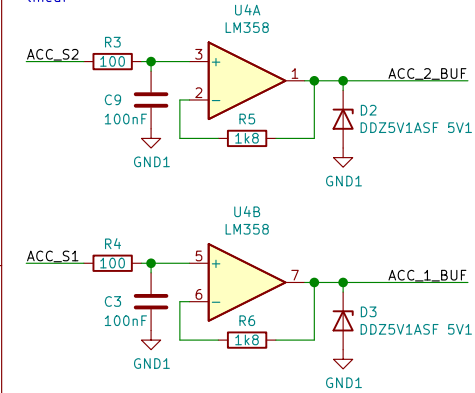 U4A
LM358
ACC_S2
R3
100
3
+
2
−
1
ACC_2_BUF
C9
100nF
GND1
R5
1k8
D2
DDZ5V1ASF 5V1
GND1
U4B
LM358
ACC_S1
R4
100
5
+
6
−
7
ACC_1_BUF
C3
100nF
GND1
R6
1k8
D3
DDZ5V1ASF 5V1
GND1